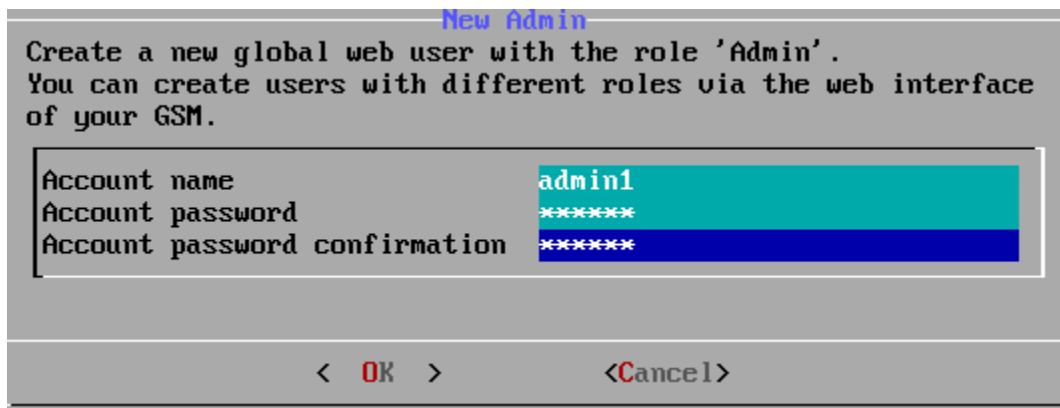 New Admin
Create a new global web user with the role 'Admin'.
You can create users with different roles via the web interface
of your GSM.
Account name admin1
Account password ******
Account password confirmation ******
< OK > <Cancel>